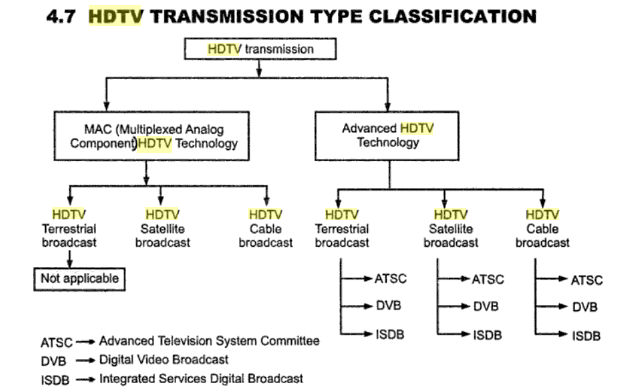 4.7 HDTV TRANSMISSION TYPE CLASSIFICATION
HDTV transmission
MAC (Multiplexed Analog
Component)HDTV Technology
Advanced HDTV
Technology
HDTV
Terrestrial
broadcast
HDTV
Satellite
broadcast
HDTV
Cable
broadcast
HDTV
Terrestrial
broadcast
HDTV
Satellite
broadcast
HDTV
Cable
broadcast
Not applicable
ATSC
DVB
ISDB
ATSC
DVB
ISDB
ATSC
DVB
ISDB
ATSC → Advanced Television System Committee
DVB → Digital Video Broadcast
ISDB → Integrated Services Digital Broadcast